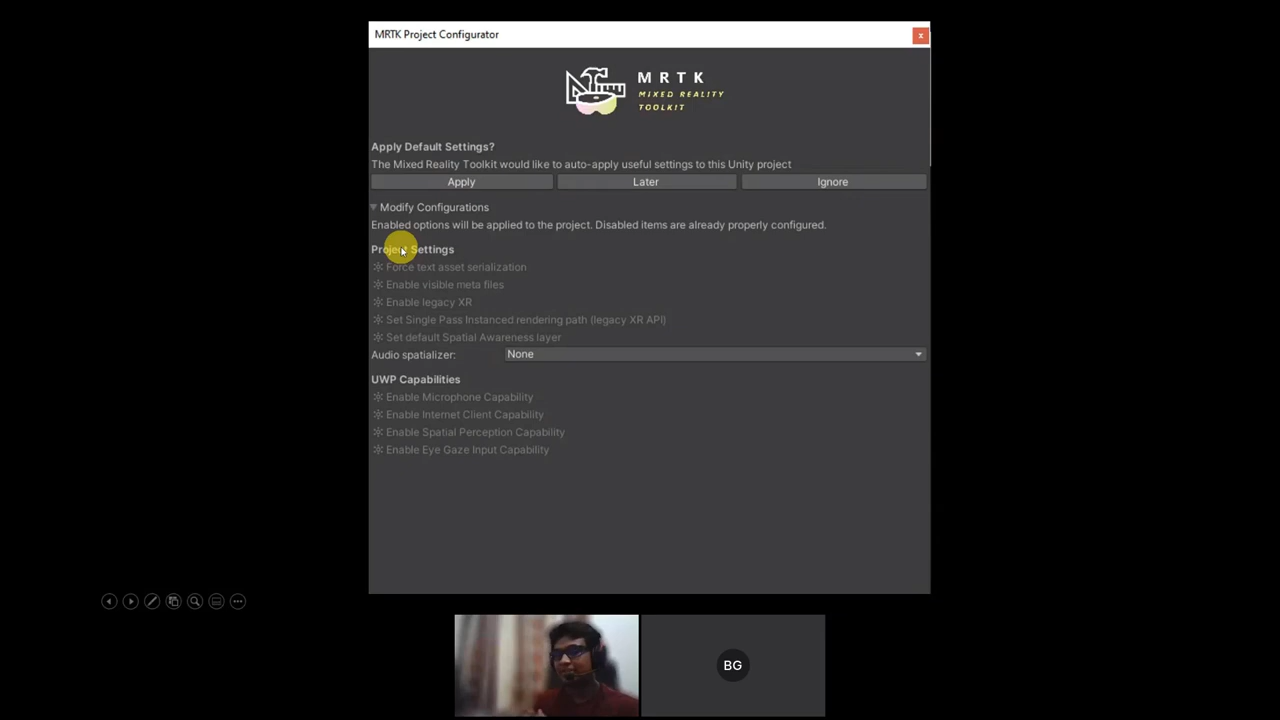 MRTK Project Configurator
x
MRTK
MIXED REALITY
TOOLKIT
Apply Default Settings?
The Mixed Reality Toolkit would like to auto-apply useful settings to this Unity project
Apply
Later
Ignore
Modify Configurations
Enabled options will be applied to the project. Disabled items are already properly configured.
Project Settings
Force text asset serialization
Enable visible meta files
Enable legacy XR
Set Single Pass Instanced rendering path (legacy XR API)
Set default Spatial Awareness layer
Audio spatializer: None
UWP Capabilities
Enable Microphone Capability
Enable Internet Client Capability
Enable Spatial Perception Capability
Enable Eye Gaze Input Capability
BG